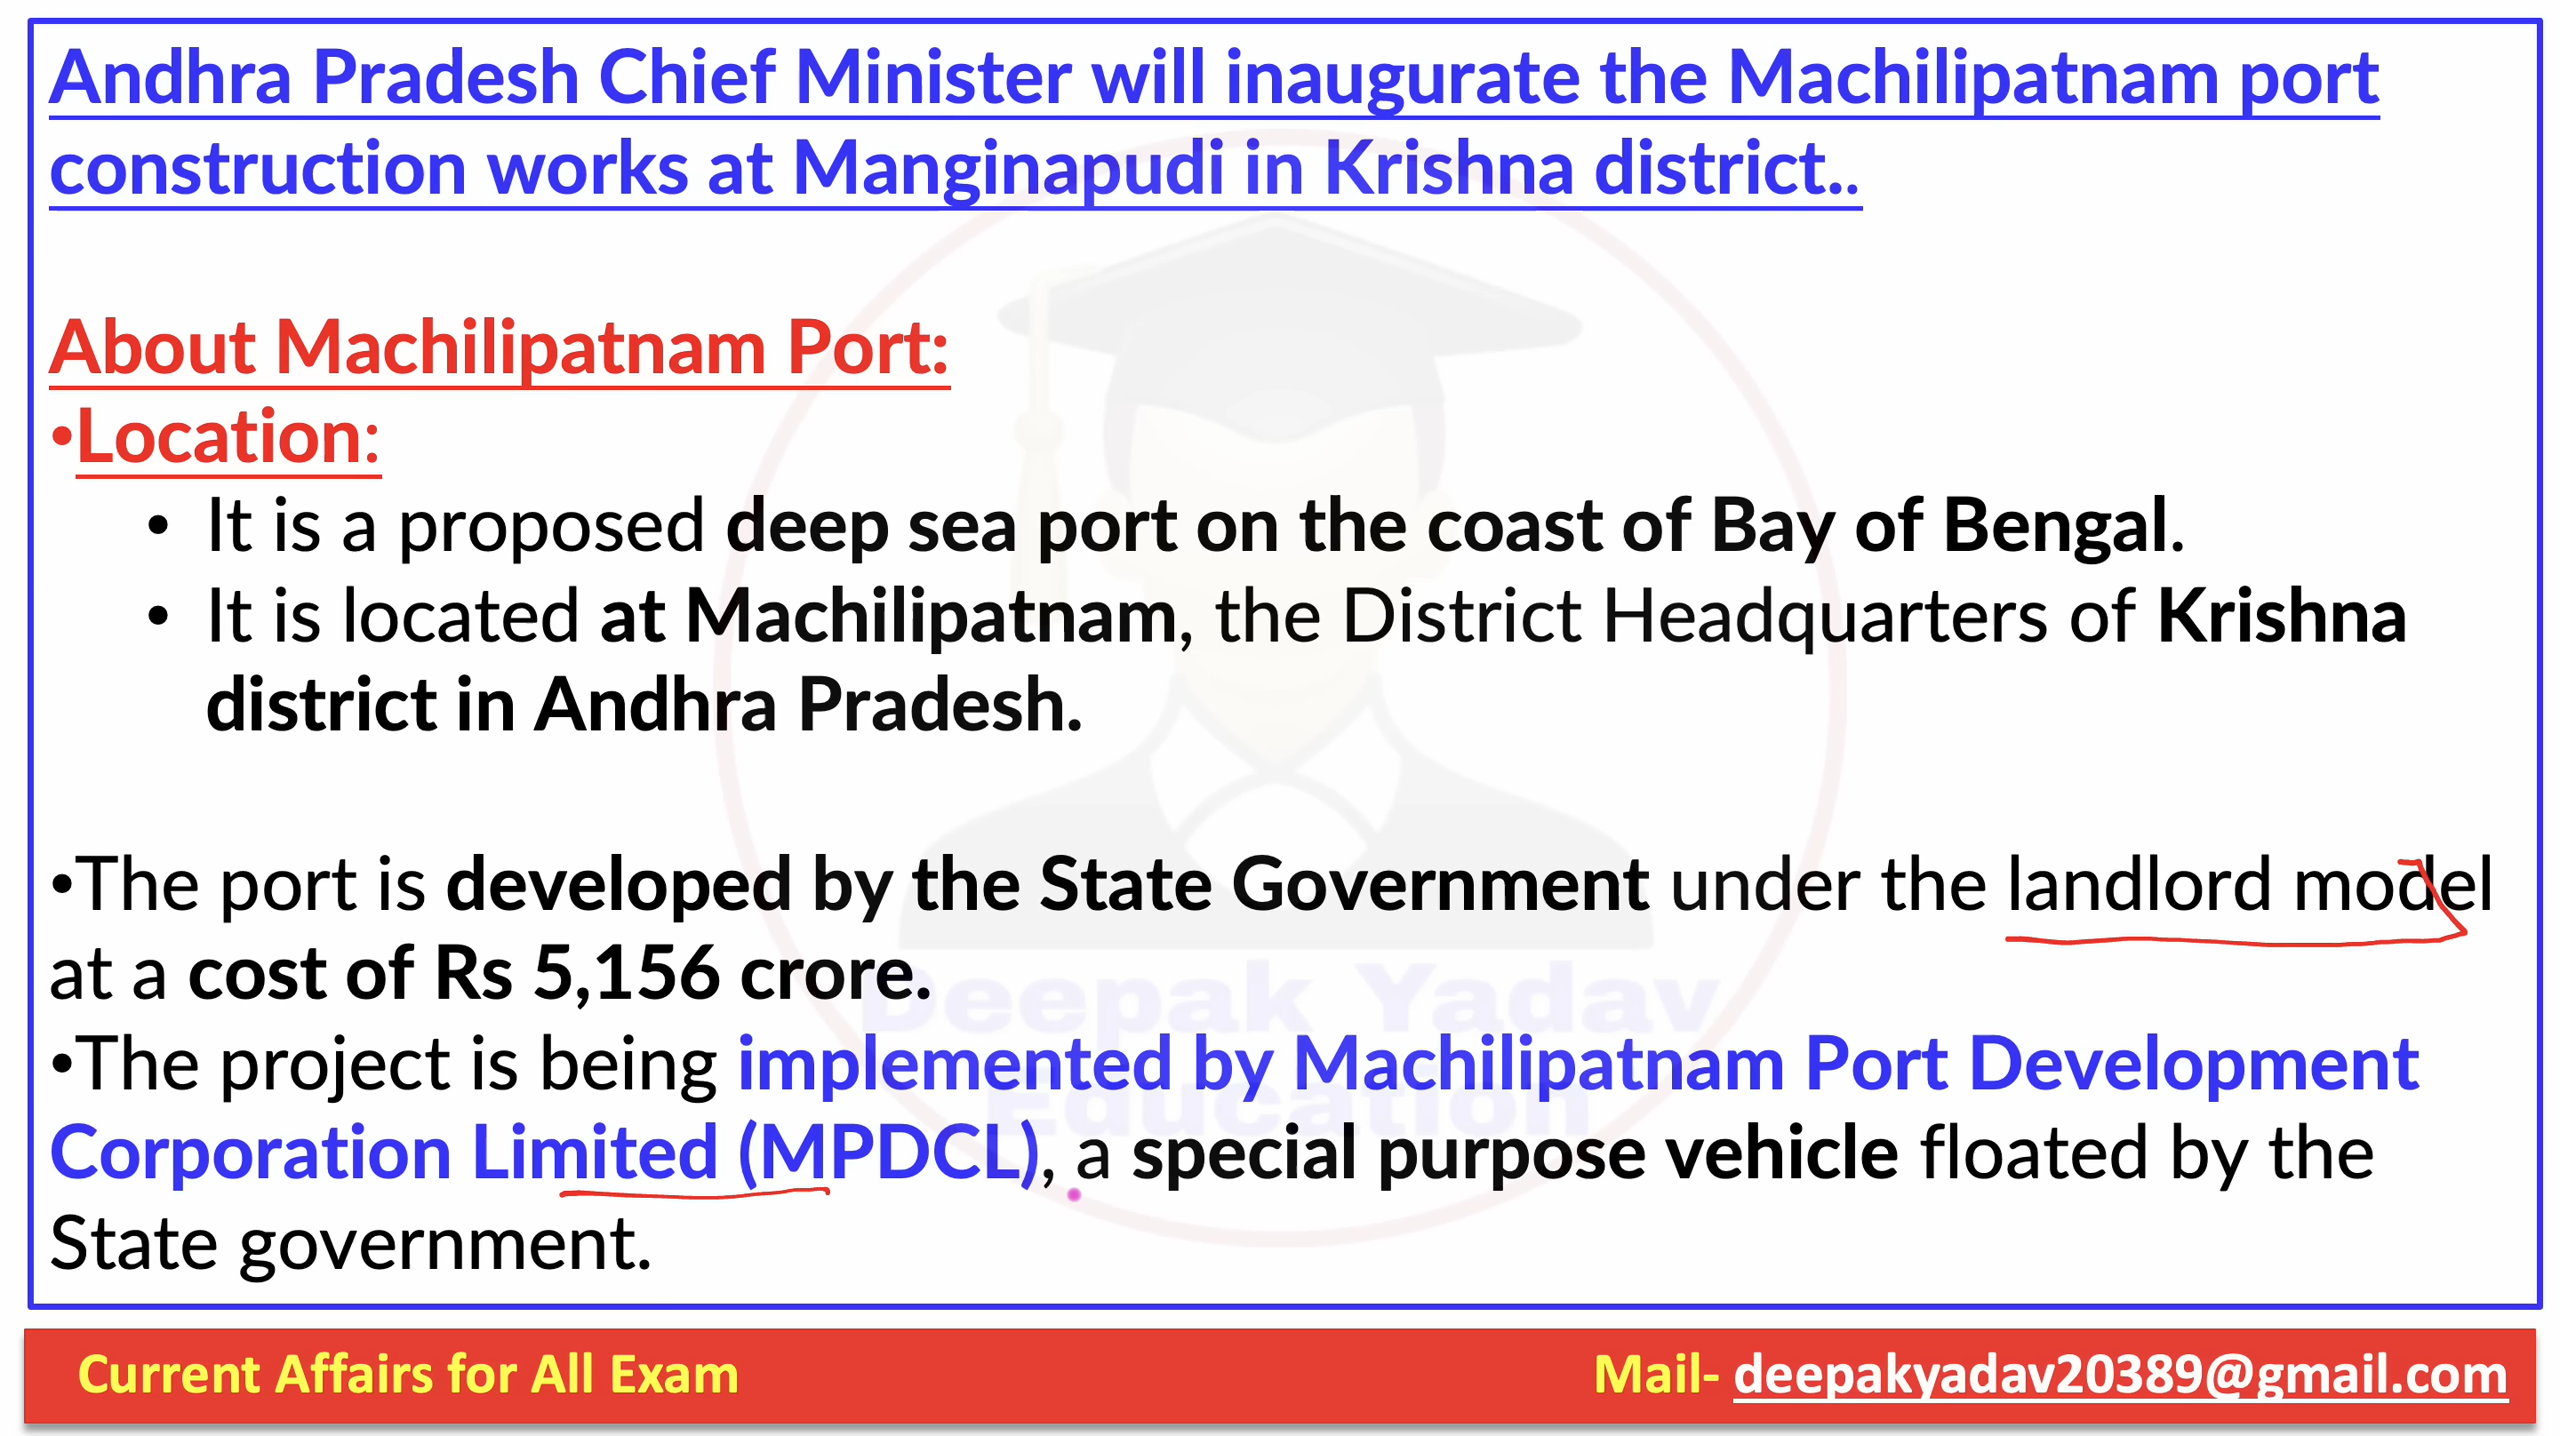 Andhra Pradesh Chief Minister will inaugurate the Machilipatnam port
construction works at Manginapudi in Krishna district..
About Machilipatnam Port:
•Location:
• It is a proposed deep sea port on the coast of Bay of Bengal.
• It is located at Machilipatnam, the District Headquarters of Krishna
district in Andhra Pradesh.
•The port is developed by the State Government under the landlord model
at a cost of Rs 5,156 crore.
•The project is being implemented by Machilipatnam Port Development
Corporation Limited (MPDCL), a special purpose vehicle floated by the
State government.
Deepak Yadav
Education
Current Affairs for All Exam
Mail- deepakyadav20389@gmail.com